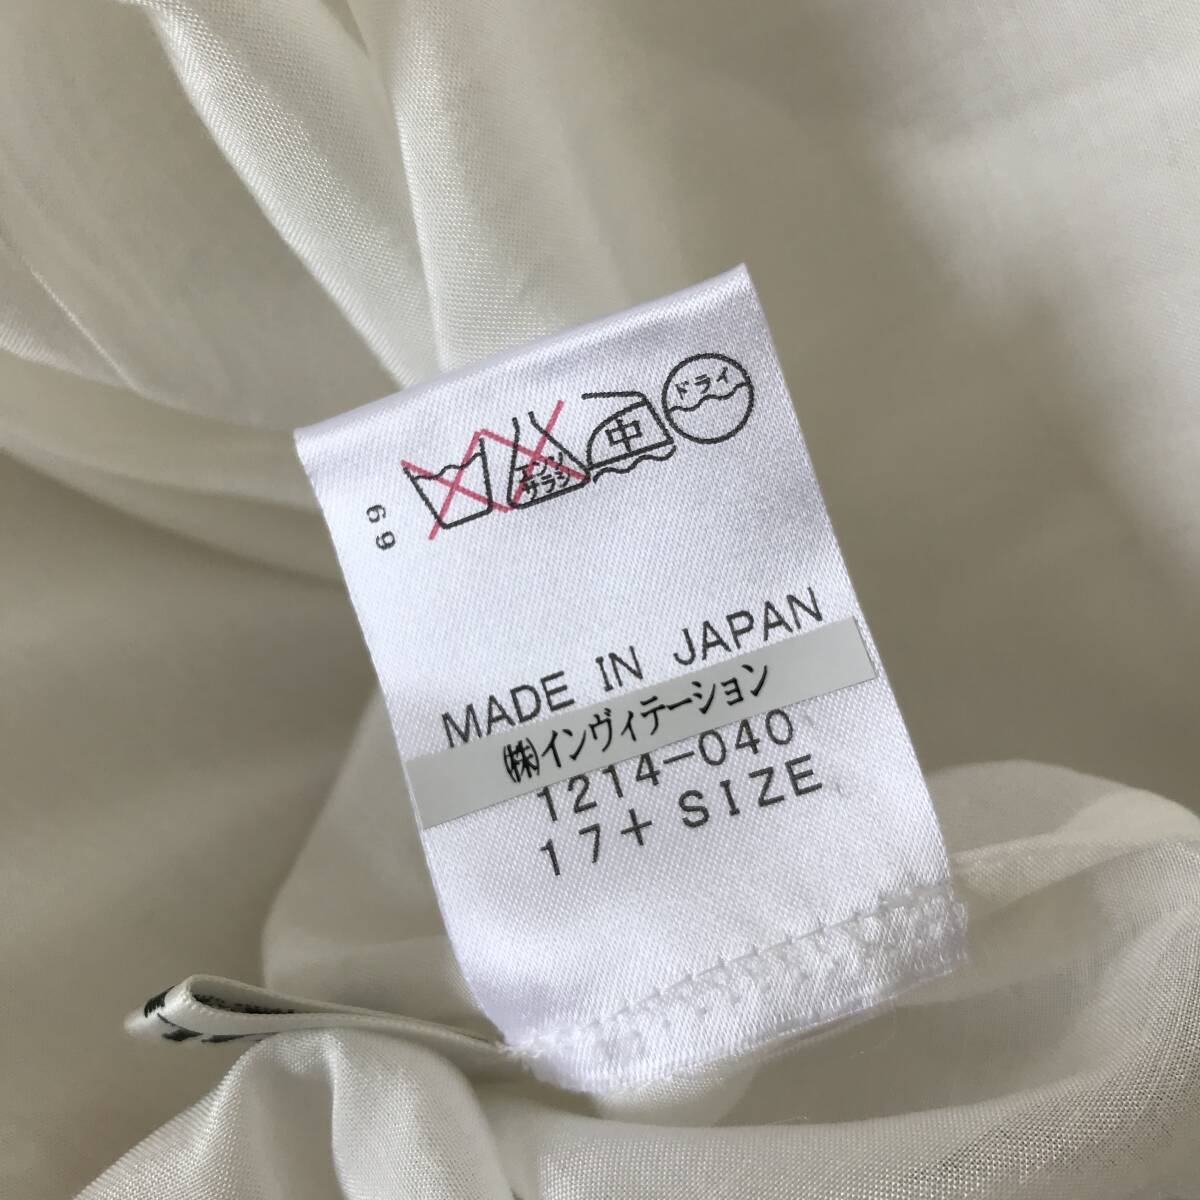 エンソ
サラシ
中
ドライ
69
MADE IN JAPAN
(株)インヴィテーション
1214-040
17+ SIZE